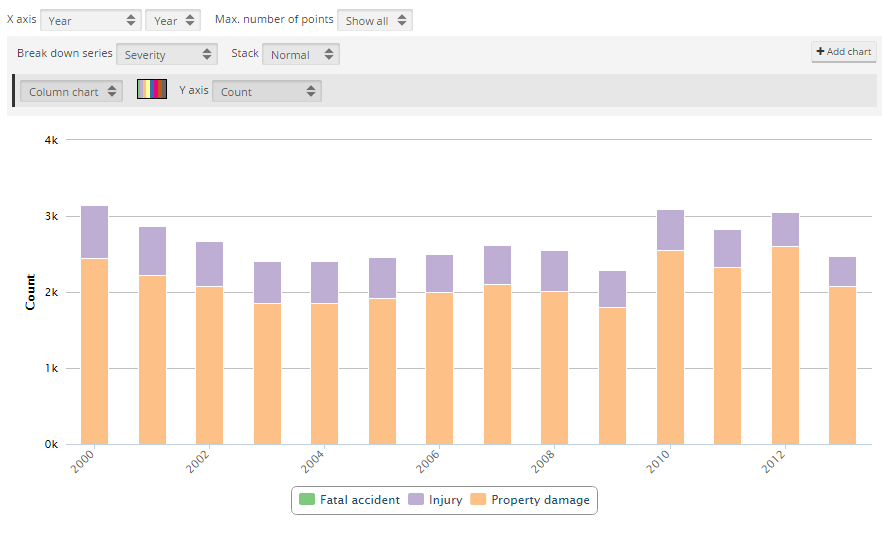 X axis Year Year Max. number of points Show all
Break down series Severity Stack Normal + Add chart
Column chart Y axis Count
4k
3k
2k
1k
0k
Count
2000 2002 2004 2006 2008 2010 2012
Fatal accident Injury Property damage